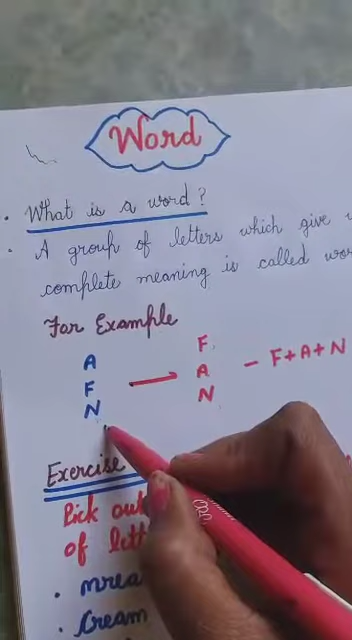 Word
What is a word?
A group of letters which give
complete meaning is called
For Example
A F
F A - F+A+N
N N
Exercise
Pick out
of
mrea
Cream